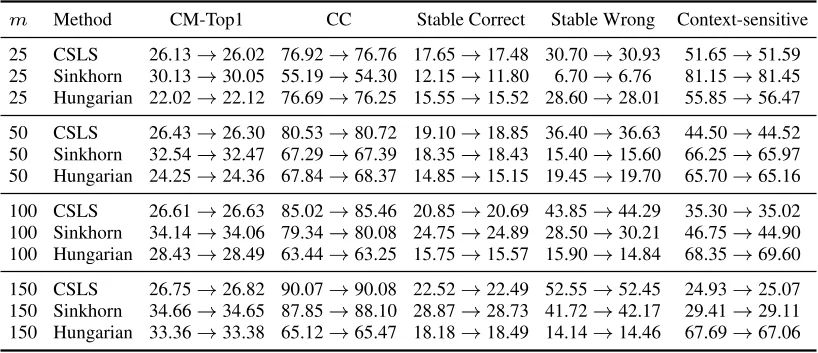 m Method CM-Top1 CC Stable Correct Stable Wrong Context-sensitive
25 CSLS 26.13 → 26.02 76.92 → 76.76 17.65 → 17.48 30.70 → 30.93 51.65 → 51.59
25 Sinkhorn 30.13 → 30.05 55.19 → 54.30 12.15 → 11.80 6.70 → 6.76 81.15 → 81.45
25 Hungarian 22.02 → 22.12 76.69 → 76.25 15.55 → 15.52 28.60 → 28.01 55.85 → 56.47
50 CSLS 26.43 → 26.30 80.53 → 80.72 19.10 → 18.85 36.40 → 36.63 44.50 → 44.52
50 Sinkhorn 32.54 → 32.47 67.29 → 67.39 18.35 → 18.43 15.40 → 15.60 66.25 → 65.97
50 Hungarian 24.25 → 24.36 67.84 → 68.37 14.85 → 15.15 19.45 → 19.70 65.70 → 65.16
100 CSLS 26.61 → 26.63 85.02 → 85.46 20.85 → 20.69 43.85 → 44.29 35.30 → 35.02
100 Sinkhorn 34.14 → 34.06 79.34 → 80.08 24.75 → 24.89 28.50 → 30.21 46.75 → 44.90
100 Hungarian 28.43 → 28.49 63.44 → 63.25 15.75 → 15.57 15.90 → 14.84 68.35 → 69.60
150 CSLS 26.75 → 26.82 90.07 → 90.08 22.52 → 22.49 52.55 → 52.45 24.93 → 25.07
150 Sinkhorn 34.66 → 34.65 87.85 → 88.10 28.87 → 28.73 41.72 → 42.17 29.41 → 29.11
150 Hungarian 33.36 → 33.38 65.12 → 65.47 18.18 → 18.49 14.14 → 14.46 67.69 → 67.06